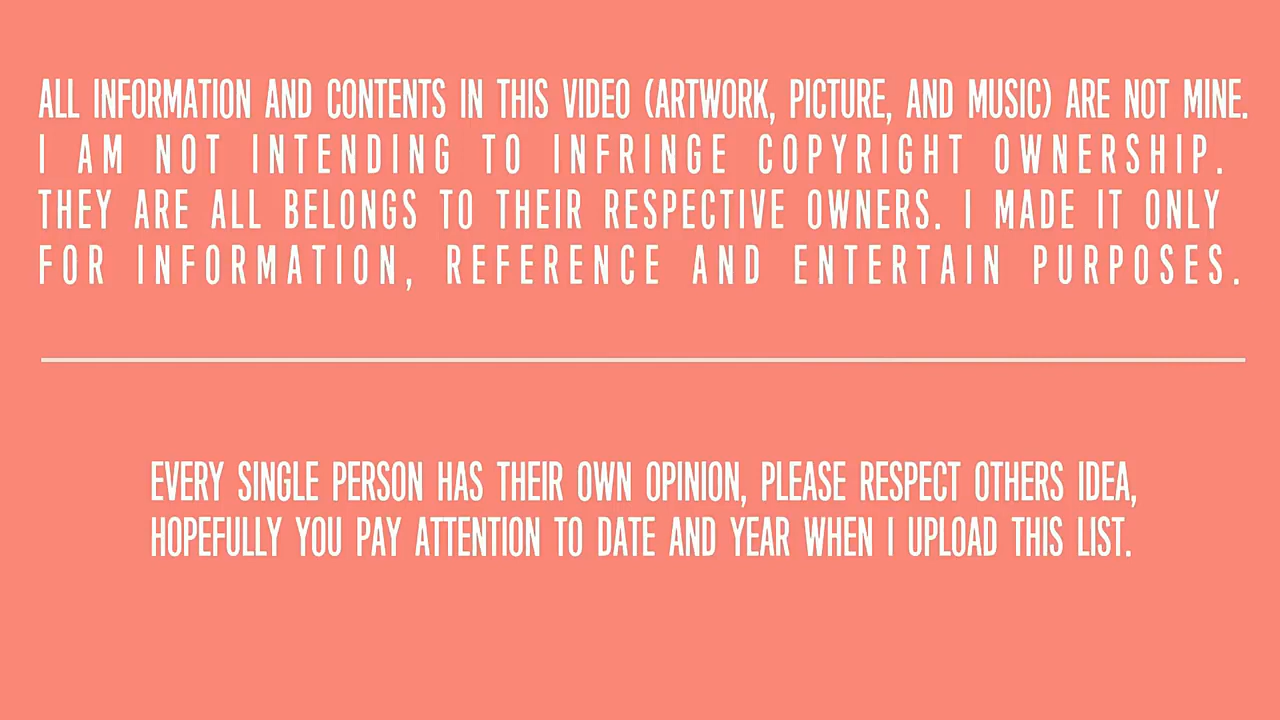 ALL INFORMATION AND CONTENTS IN THIS VIDEO (ARTWORK, PICTURE, AND MUSIC) ARE NOT MINE.
I AM NOT INTENDING TO INFRINGE COPYRIGHT OWNERSHIP.
THEY ARE ALL BELONGS TO THEIR RESPECTIVE OWNERS. I MADE IT ONLY
FOR INFORMATION, REFERENCE AND ENTERTAIN PURPOSES.
EVERY SINGLE PERSON HAS THEIR OWN OPINION, PLEASE RESPECT OTHERS IDEA,
HOPEFULLY YOU PAY ATTENTION TO DATE AND YEAR WHEN I UPLOAD THIS LIST.